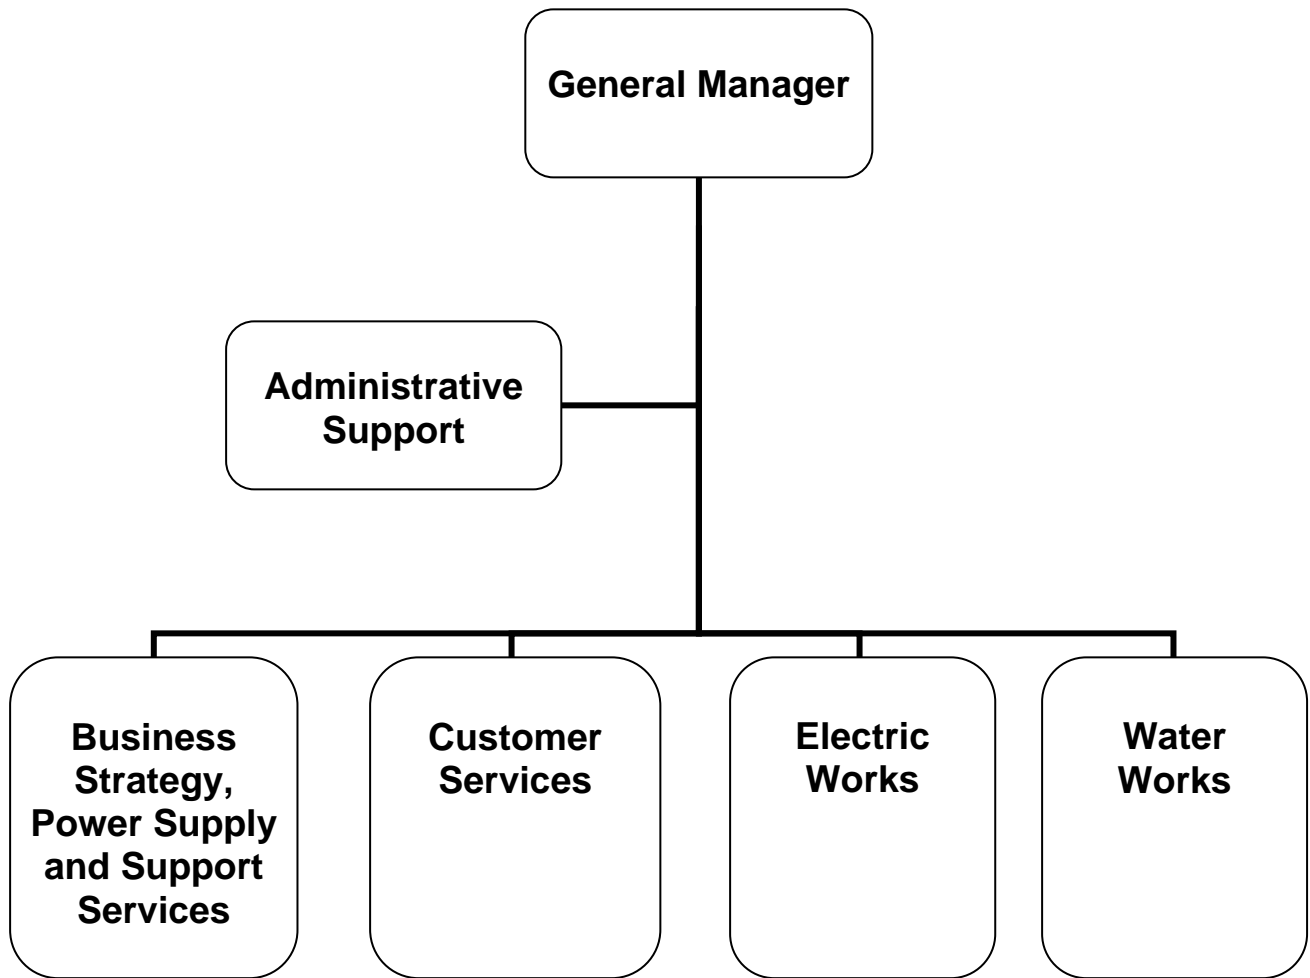 General Manager
Administrative
Support
Business
Strategy,
Power Supply
and Support
Services
Customer
Services
Electric
Works
Water
Works